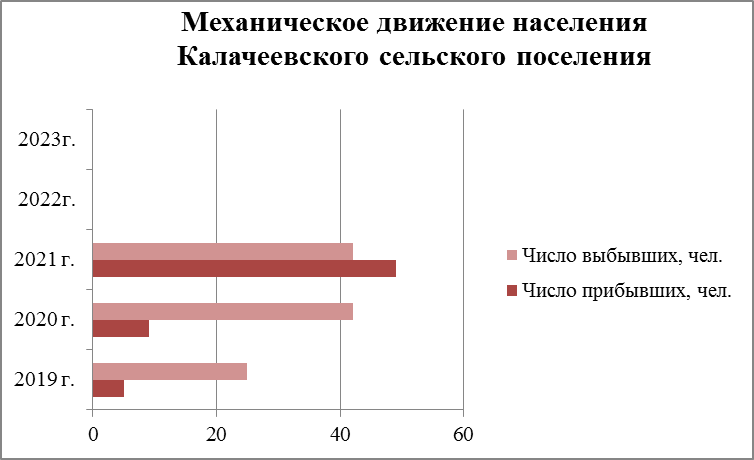 Механическое движение населения
Калачеевского сельского поселения
2023г.
2022г.
2021 г.
2020 г.
2019 г.
0 20 40 60
Число выбывших, чел.
Число прибывших, чел.